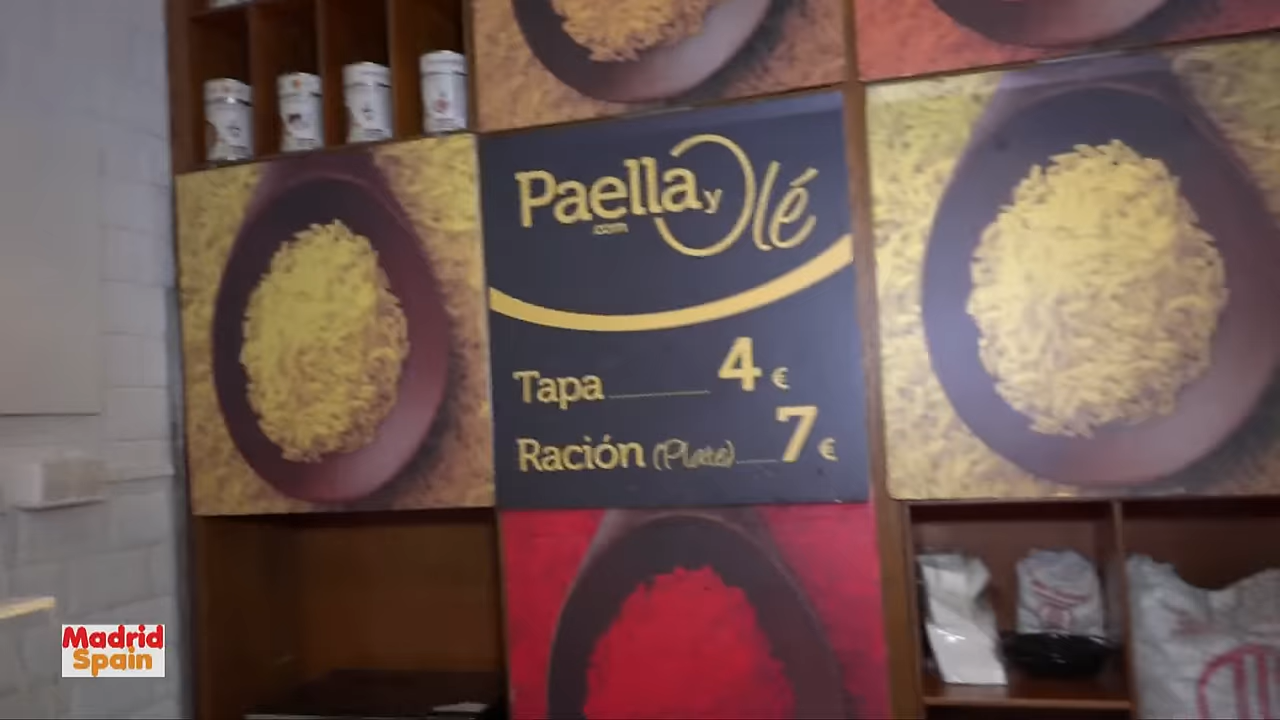 Paella y Olé
.com
Tapa 4 €
Ración (Plate) 7 €
Madrid
Spain